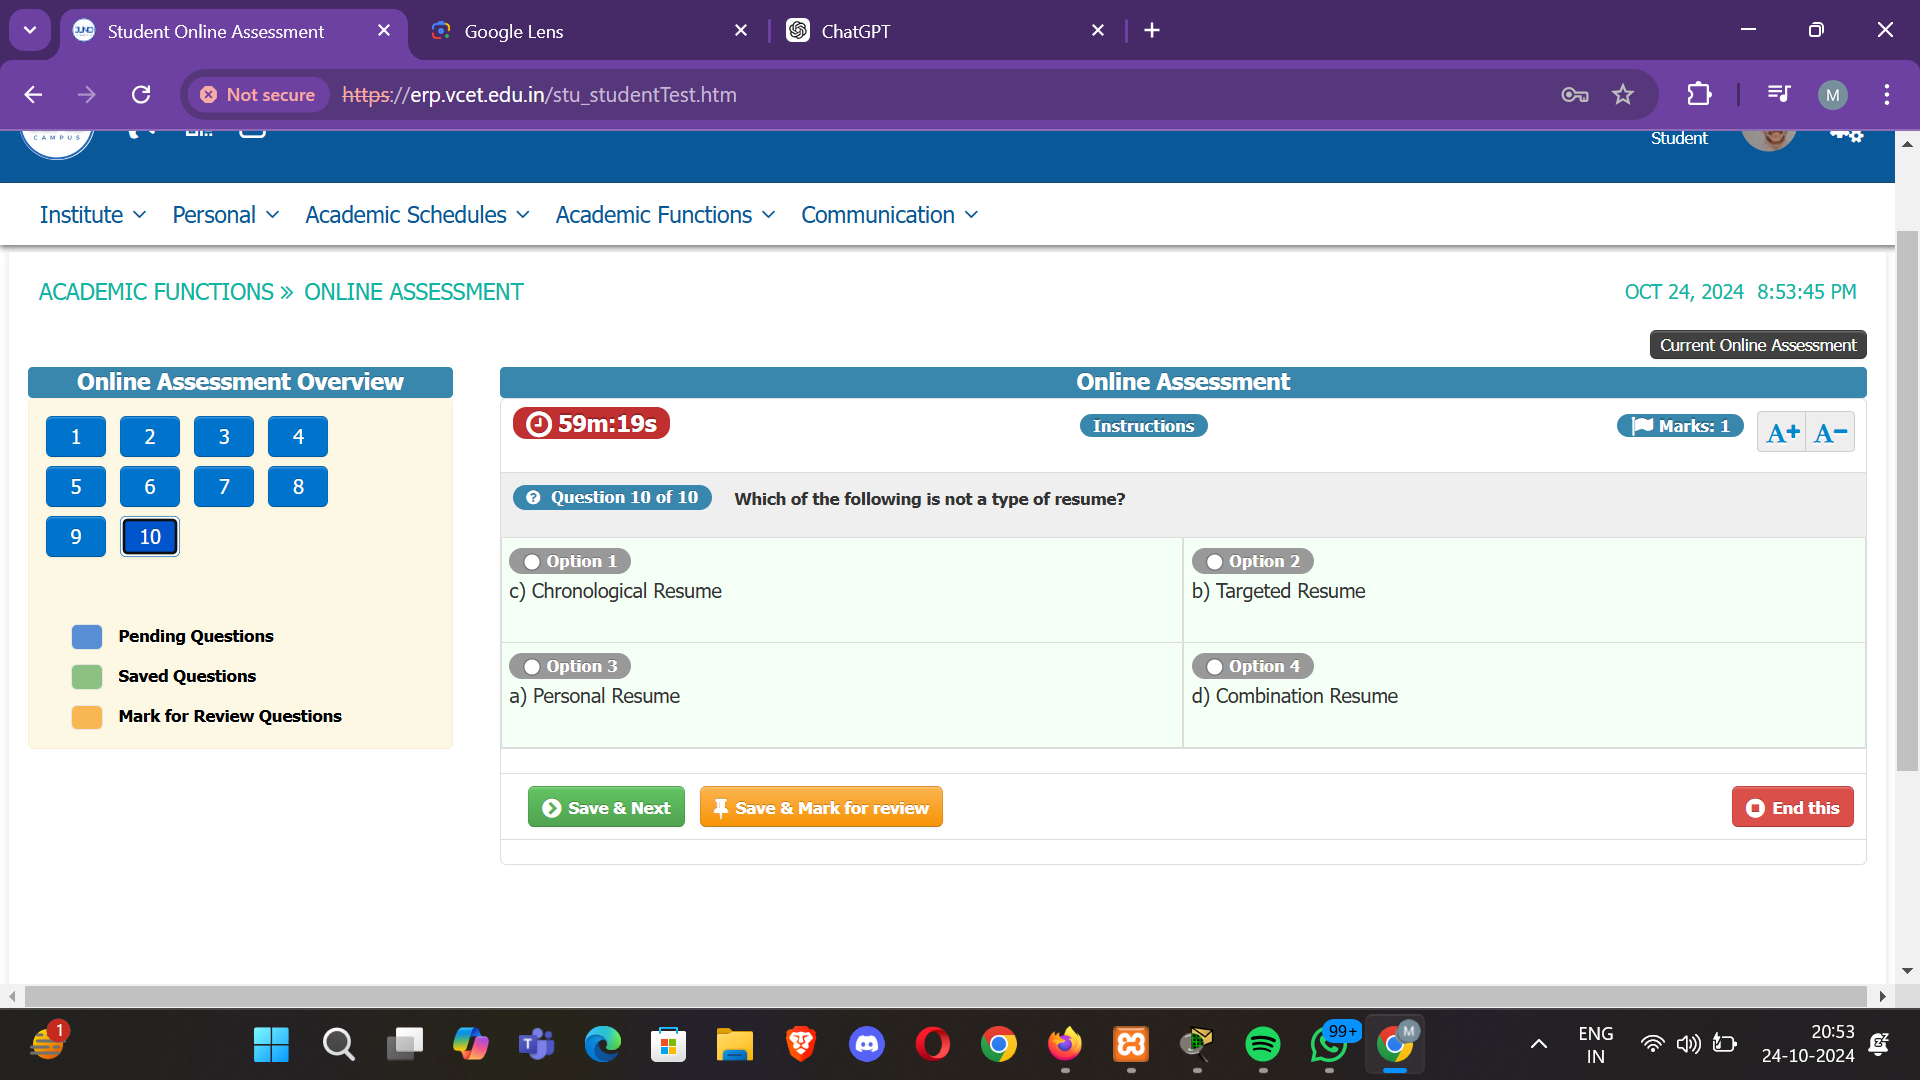 Student Online Assessment
Google Lens
ChatGPT
Not secure
https://erp.vcet.edu.in/stu_studentTest.htm
M
CAMPUS
Student
Institute
Personal
Academic Schedules
Academic Functions
Communication
ACADEMIC FUNCTIONS » ONLINE ASSESSMENT
OCT 24, 2024 8:53:45 PM
Current Online Assessment
Online Assessment Overview
1 2 3 4
5 6 7 8
9 10
Pending Questions
Saved Questions
Mark for Review Questions
Online Assessment
59m:19s
Instructions
Marks: 1
A+ A-
Question 10 of 10
Which of the following is not a type of resume?
Option 1
c) Chronological Resume
Option 2
b) Targeted Resume
Option 3
a) Personal Resume
Option 4
d) Combination Resume
Save & Next
Save & Mark for review
End this
1
99+
M
ENG
IN
20:53
24-10-2024